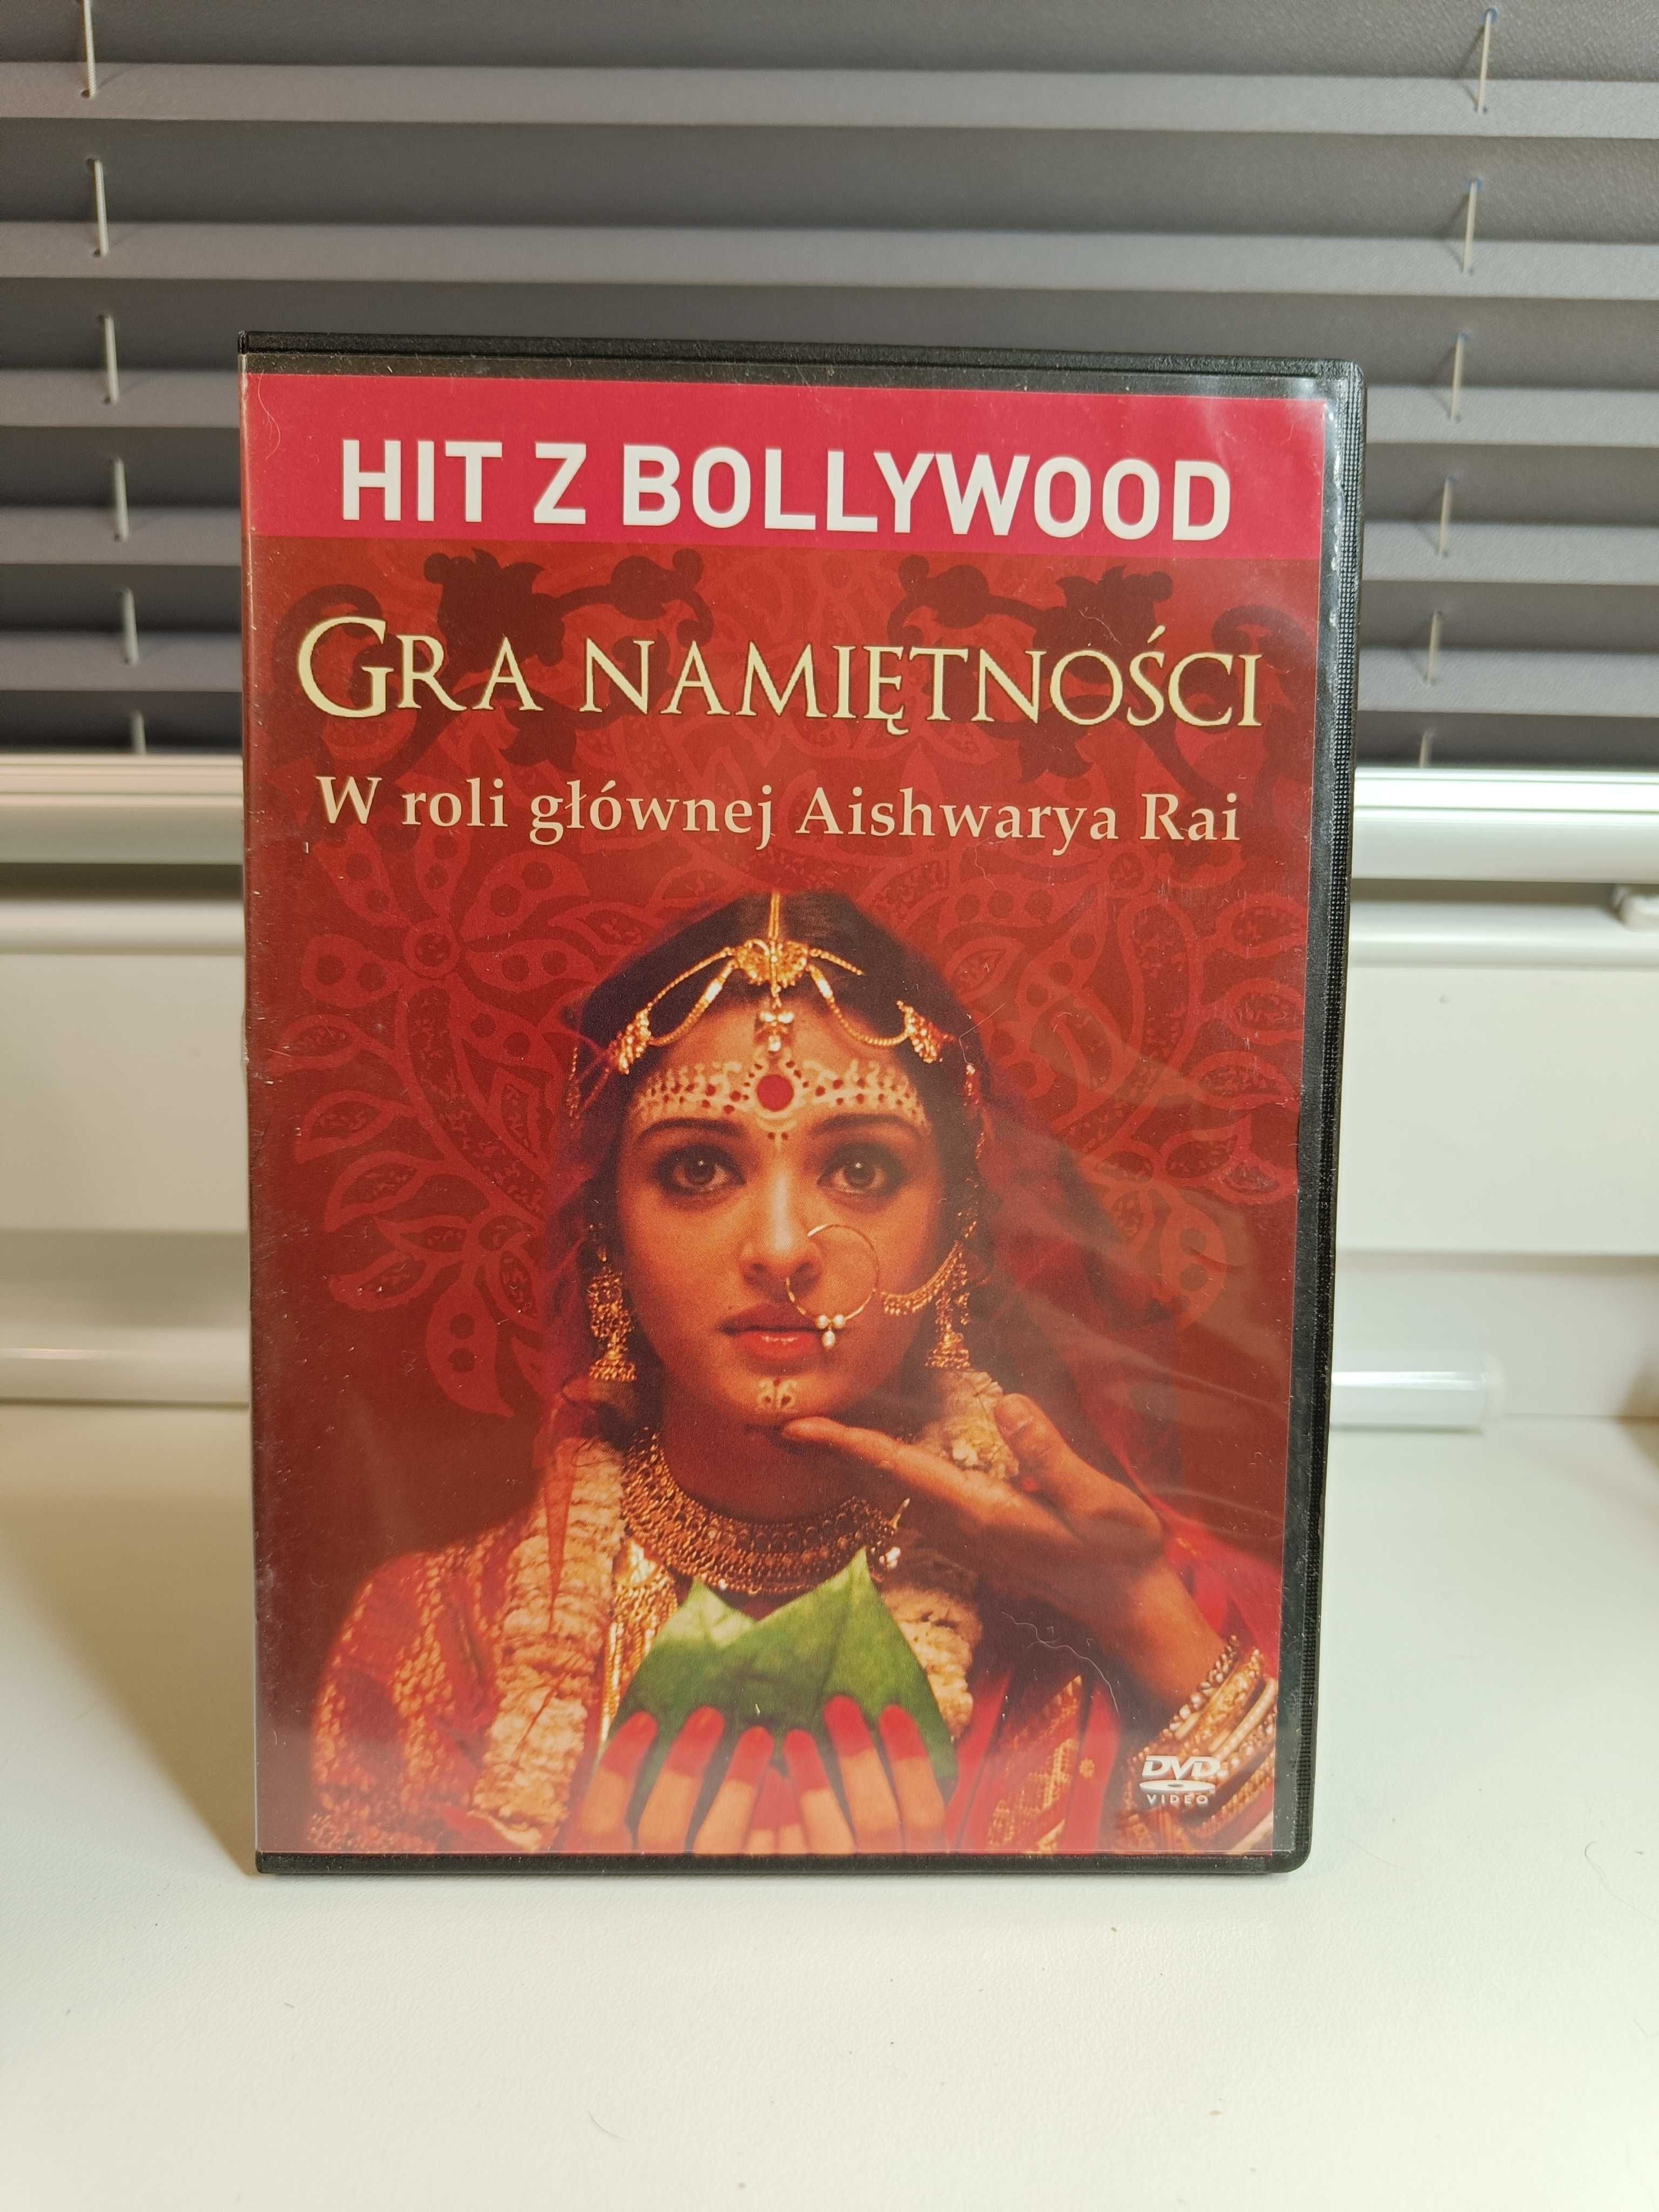 HIT Z BOLLYWOOD
GRA NAMIĘTNOŚCI
W roli głównej Aishwarya Rai
DVD
VIDEO